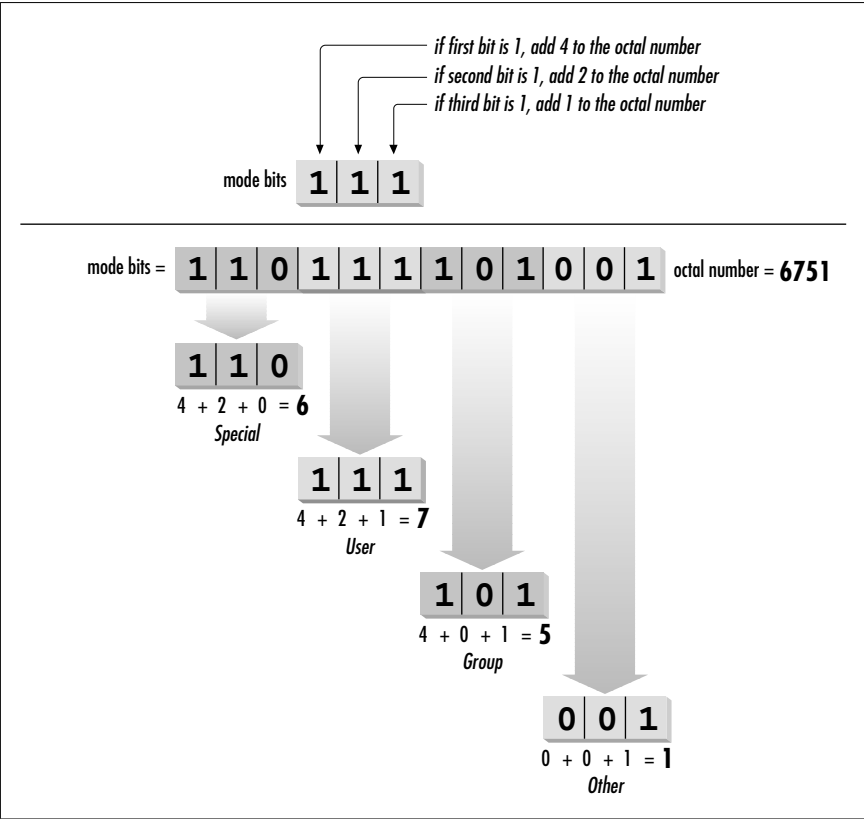 if first bit is 1, add 4 to the octal number
if second bit is 1, add 2 to the octal number
if third bit is 1, add 1 to the octal number
mode bits 1 1 1
mode bits = 1 1 0 1 1 1 1 0 1 0 0 1 octal number = 6751
1 1 0
4 + 2 + 0 = 6
Special
1 1 1
4 + 2 + 1 = 7
User
1 0 1
4 + 0 + 1 = 5
Group
0 0 1
0 + 0 + 1 = 1
Other